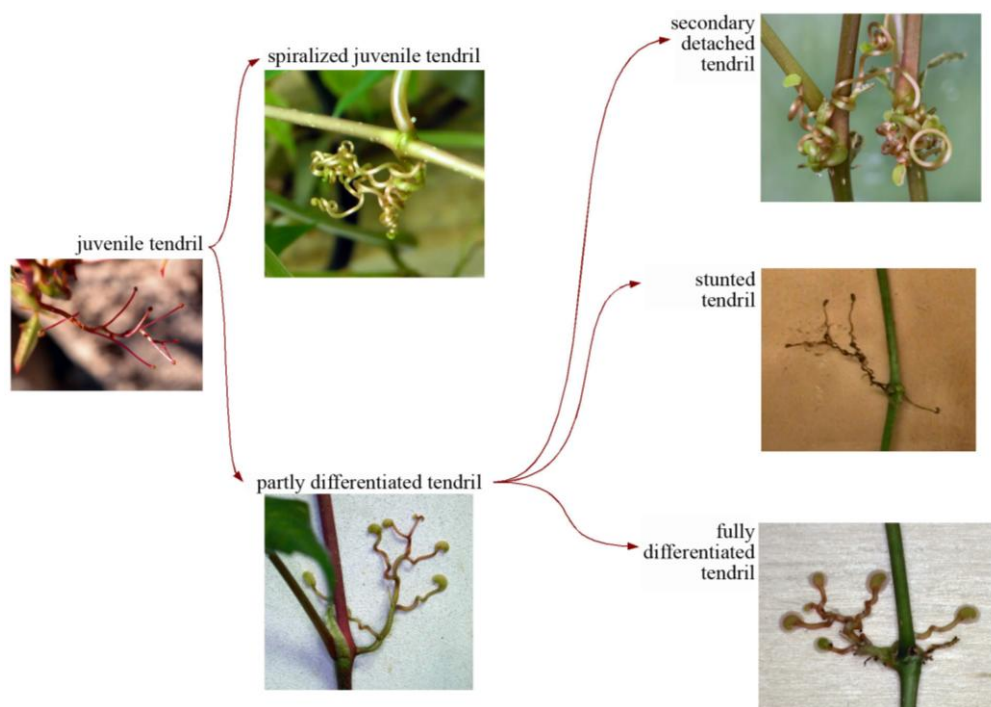 spiralized juvenile tendril
juvenile tendril
partly differentiated tendril
secondary
detached
tendril
stunted
tendril
fully
differentiated
tendril